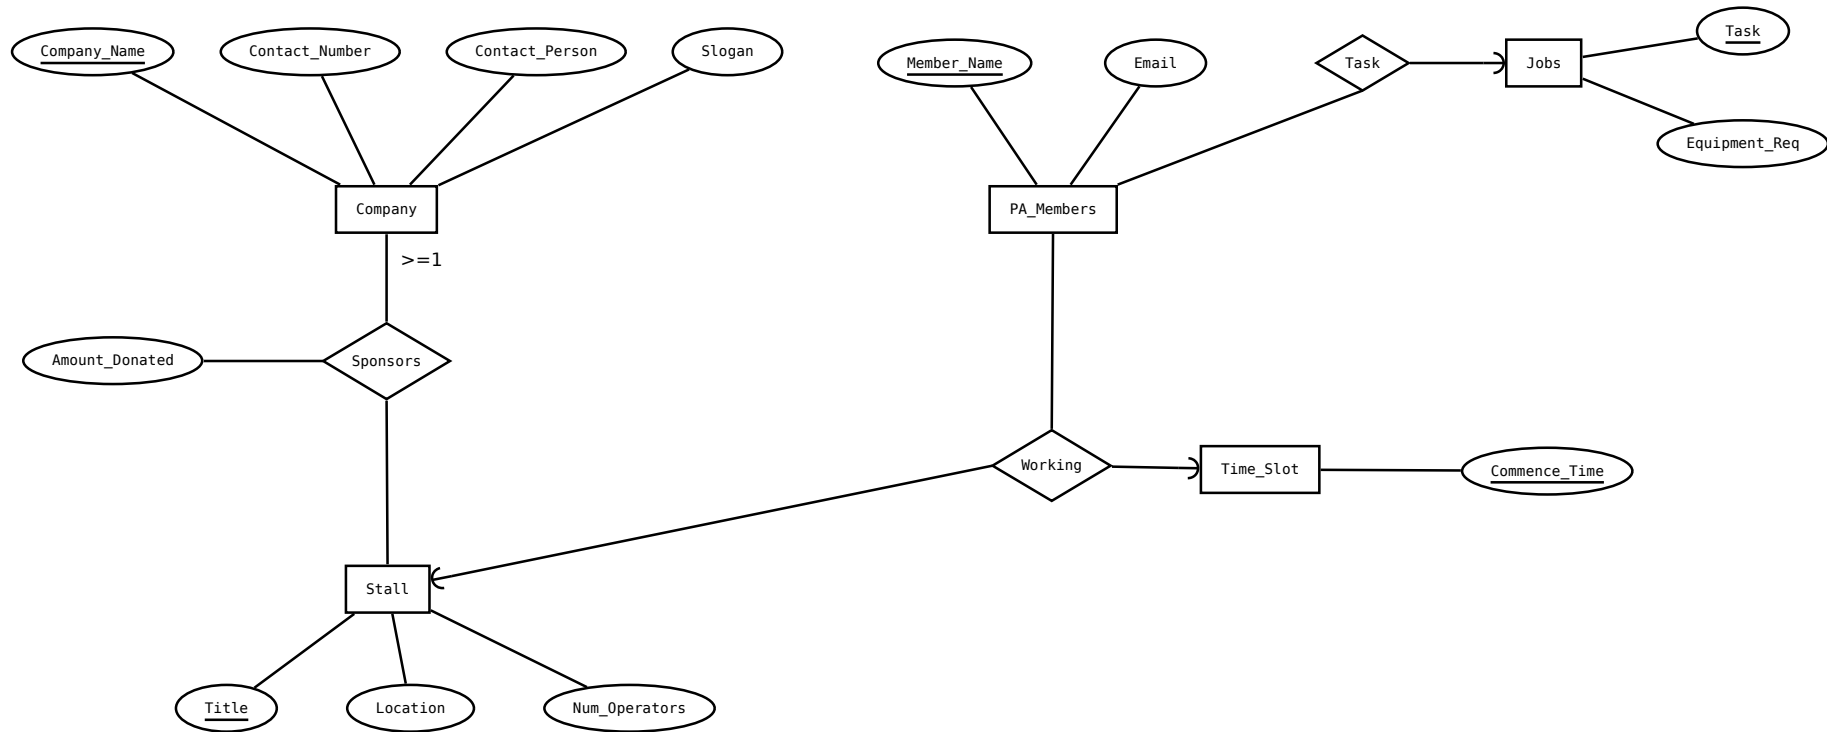 Company_Name
Contact_Number
Contact_Person
Slogan
Member_Name
Email
Task
Jobs
Task
Equipment_Req
Company
PA_Members
>=1
Amount_Donated
Sponsors
Working
Time_Slot
Commence_Time
Stall
Title
Location
Num_Operators